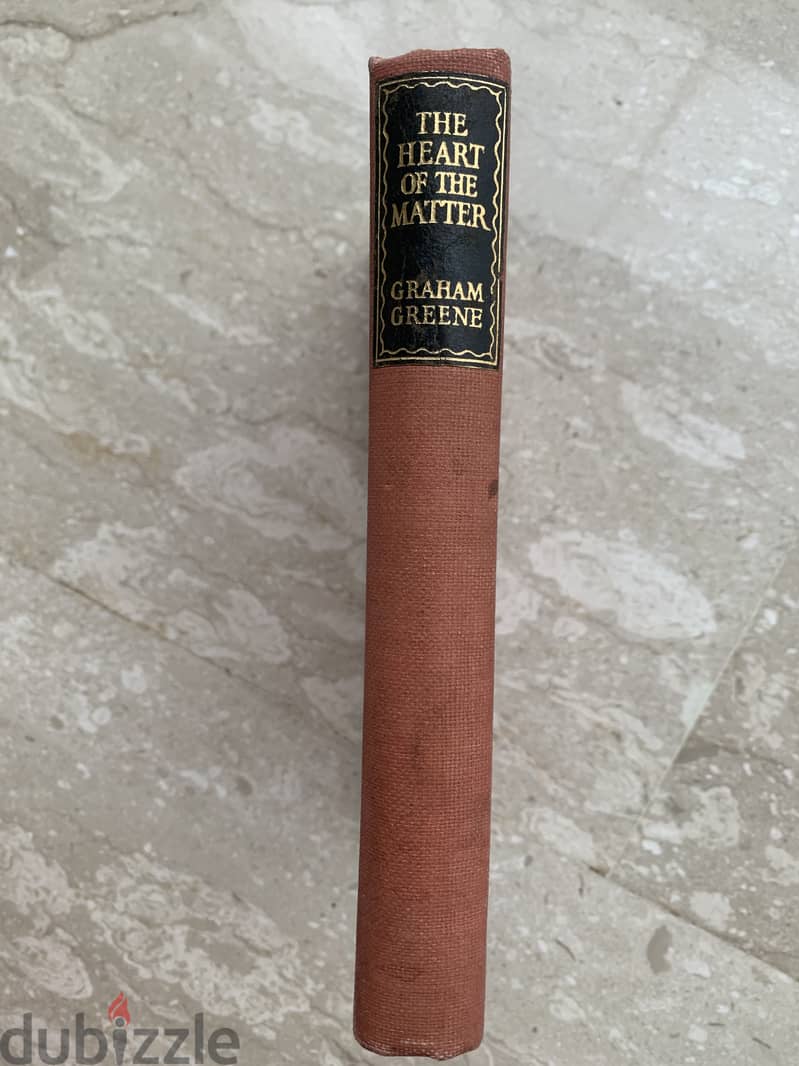 THE
HEART
OF THE
MATTER
GRAHAM
GREENE
dubizzle